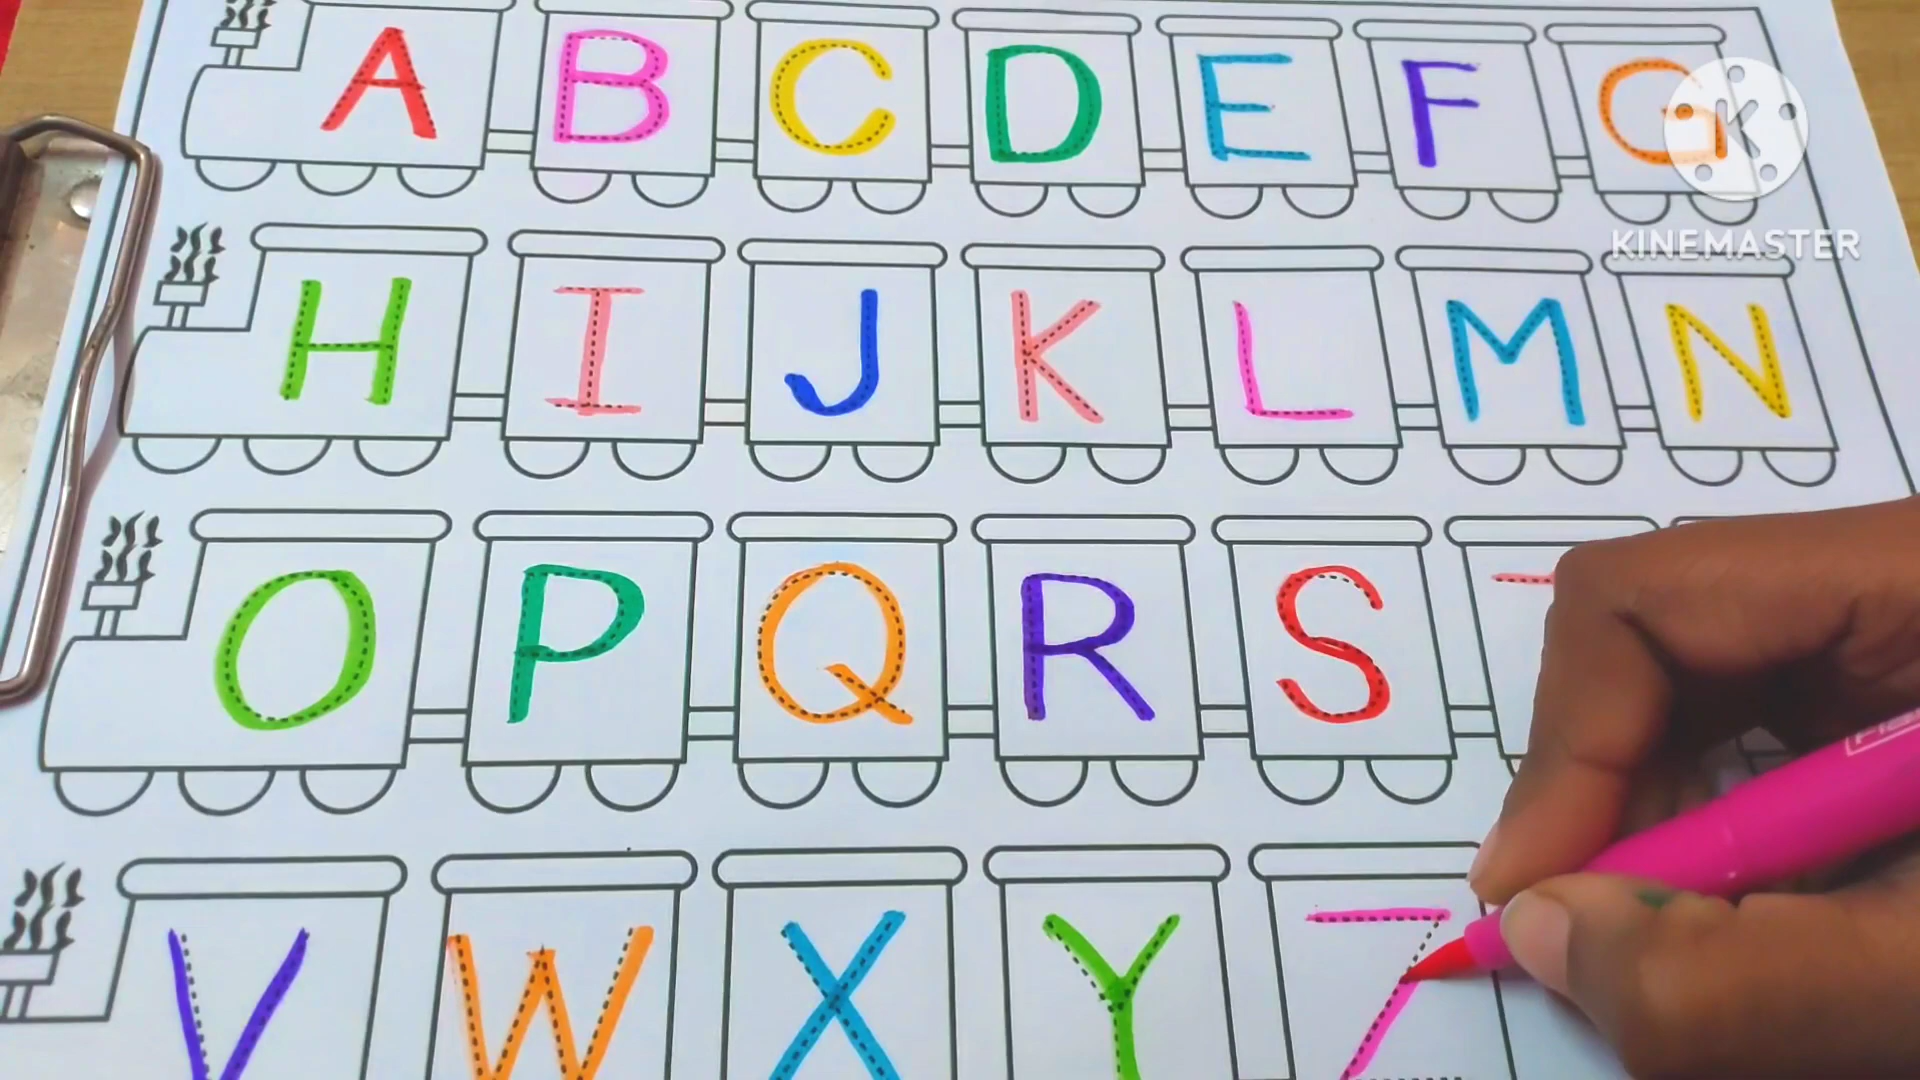 A B C D E F G
K
KINEMASTER
H I J K L M N
O P Q R S
V W X Y Z